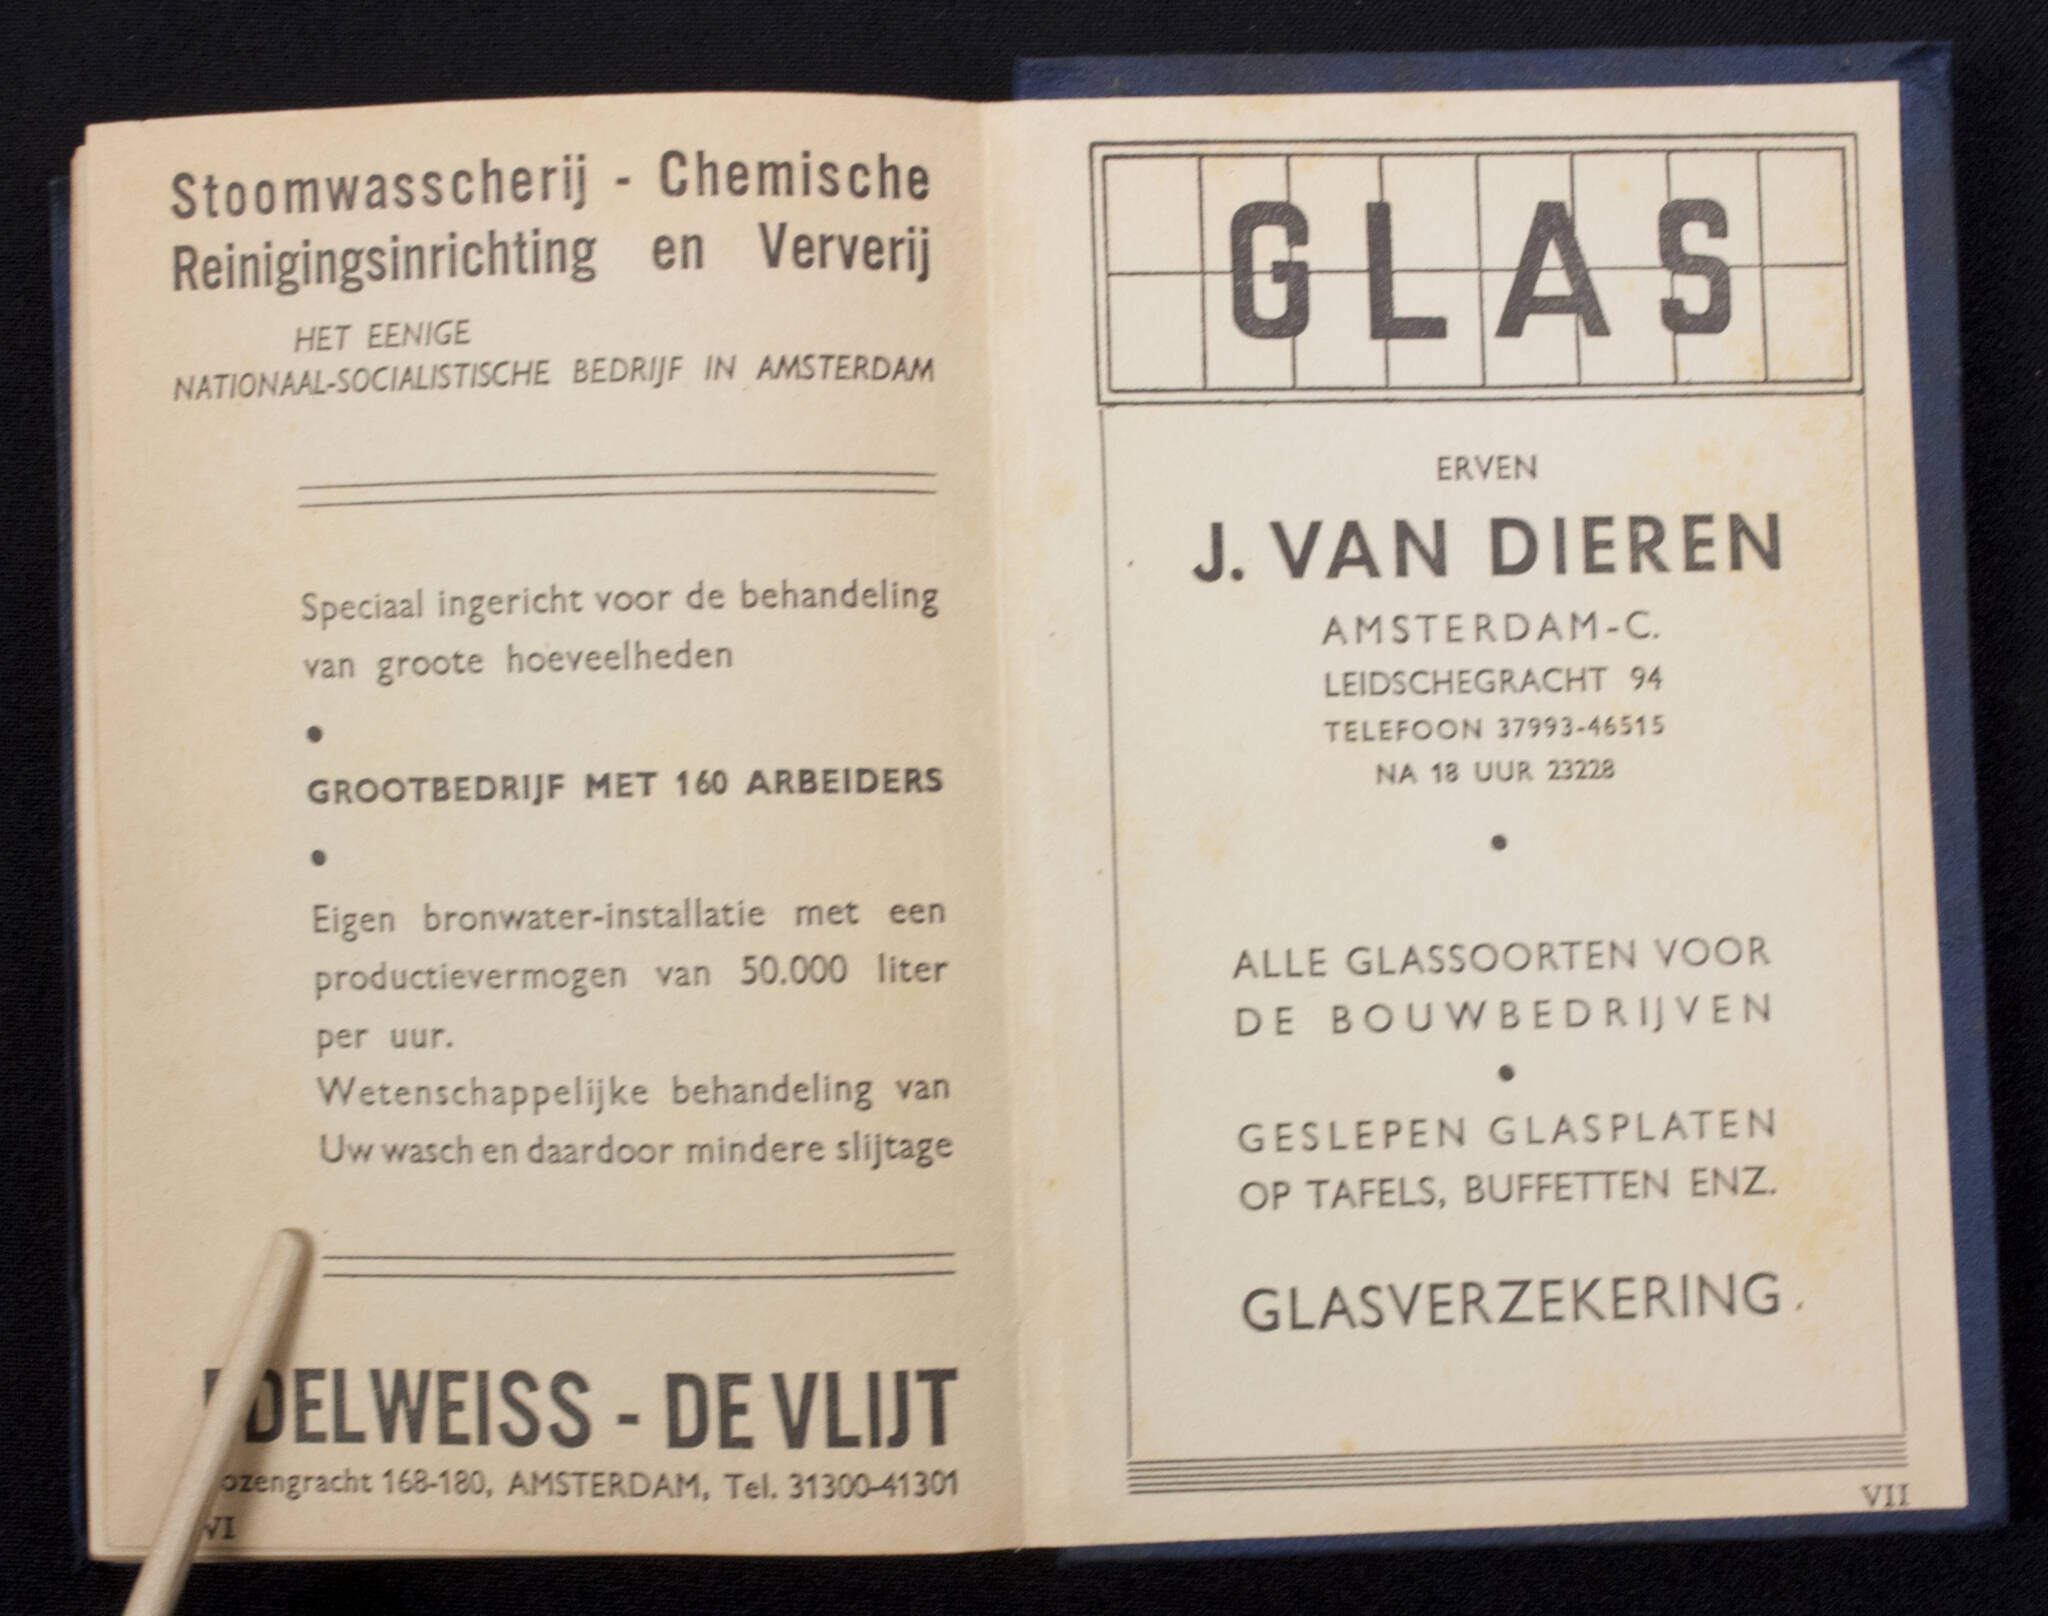 Stoomwasscherij - Chemische
Reinigingsinrichting en Ververij
HET EENIGE
NATIONAAL-SOCIALISTISCHE BEDRIJF IN AMSTERDAM
Speciaal ingericht voor de behandeling
van groote hoeveelheden
•
GROOTBEDRIJF MET 160 ARBEIDERS
•
Eigen bronwater-installatie met een
productievermogen van 50.000 liter
per uur.
Wetenschappelijke behandeling van
Uw wasch en daardoor mindere slijtage
EDELWEISS - DE VLIJT
168-180, AMSTERDAM, Tel. 31300-41301
VI
GLAS
ERVEN
J. VAN DIEREN
AMSTERDAM-C.
LEIDSCHEGRACHT 94
TELEFOON 37993-46515
NA 18 UUR 23228
•
ALLE GLASSOORTEN VOOR
DE BOUWBEDRIJVEN
•
GESLEPEN GLASPLATEN
OP TAFELS, BUFFETTEN ENZ.
GLASVERZEKERING.
VII